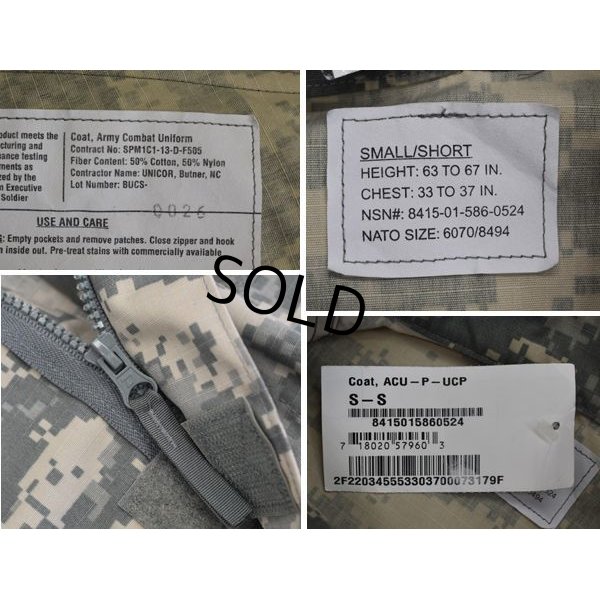 oduct meets the
cturing and
ance testing
ments as
ized by the
n Executive
Soldier
Coat, Army Combat Uniform
Contract No: SPM1C1-13-D-F505
Fiber Content: 50% Cotton, 50% Nylon
Contractor Name: UNICOR, Butner, NC
Lot Number: BUCS-
0026
USE AND CARE
S: Empty pockets and remove patches. Close zipper and hook
n inside out. Pre-treat stains with commercially available
SMALL/SHORT
HEIGHT: 63 TO 67 IN.
CHEST: 33 TO 37 IN.
NSN#: 8415-01-586-0524
NATO SIZE: 6070/8494
SOLD
Coat, ACU-P-UCP
S-S
8415015860524
7 18020 57960 3
2F220345553303700073179F